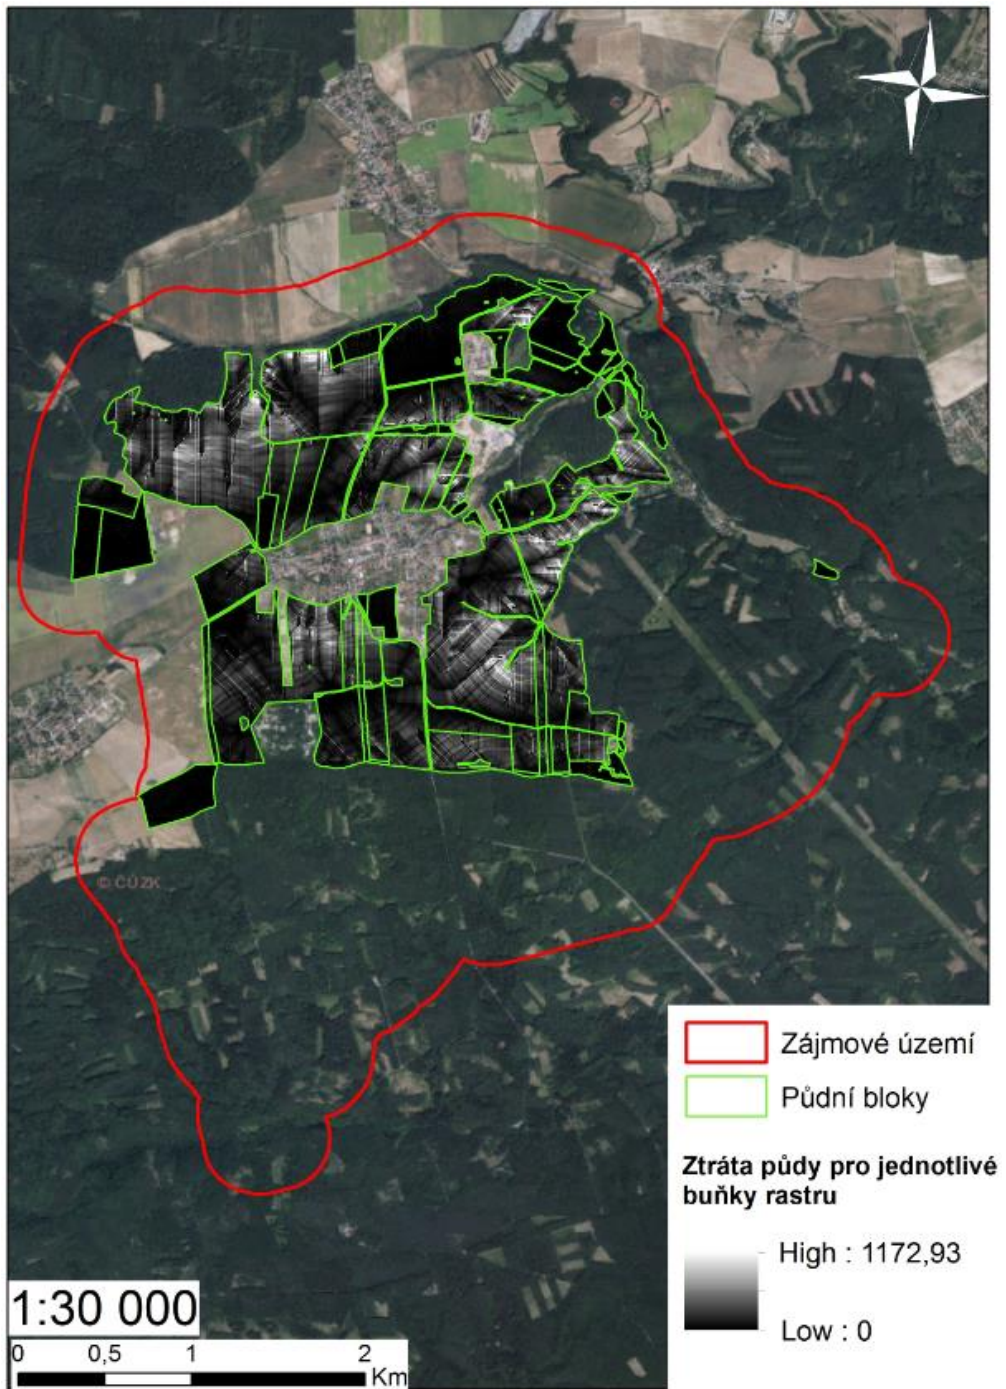 © ČÚZK
Zájmové území
Půdní bloky
Ztráta půdy pro jednotlivé
buňky rastru
High : 1172,93
Low : 0
1:30 000
0 0,5 1 2
Km